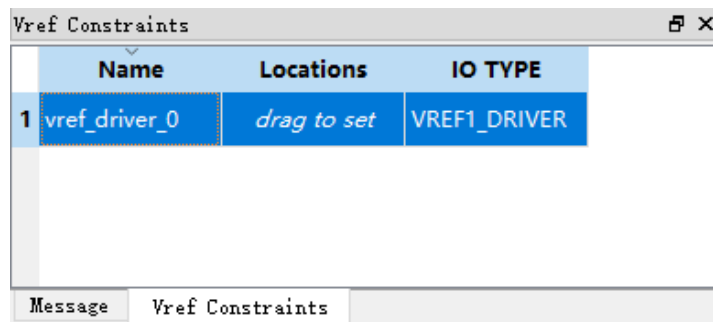 Vref Constraints
Name Locations IO TYPE
1 vref_driver_0 drag to set VREF1_DRIVER
Message Vref Constraints